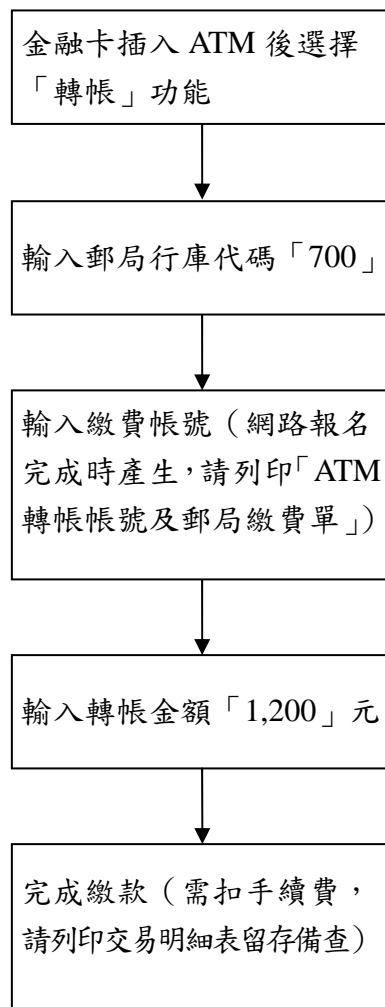 金融卡插入 ATM 後選擇
「轉帳」功能
輸入郵局行庫代碼「700」
輸入繳費帳號（網路報名
完成時產生，請列印「ATM
轉帳帳號及郵局繳費單」）
輸入轉帳金額「1,200」元
完成繳款（需扣手續費，
請列印交易明細表留存備查）